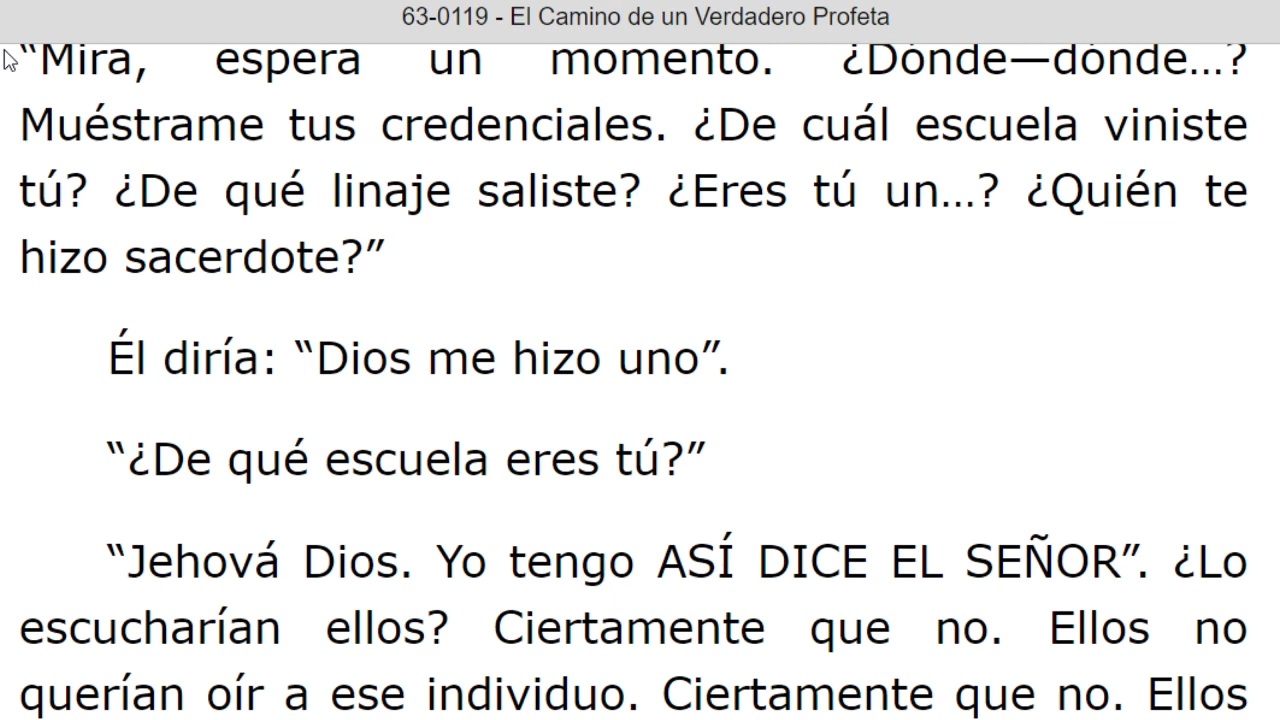 63-0119 - El Camino de un Verdadero Profeta
“Mira, espera un momento. ¿Dónde—dónde…?
Muéstrame tus credenciales. ¿De cuál escuela viniste
tú? ¿De qué linaje saliste? ¿Eres tú un…? ¿Quién te
hizo sacerdote?”
Él diría: “Dios me hizo uno”.
“¿De qué escuela eres tú?”
“Jehová Dios. Yo tengo ASÍ DICE EL SEÑOR”. ¿Lo
escucharían ellos? Ciertamente que no. Ellos no
querían oír a ese individuo. Ciertamente que no. Ellos